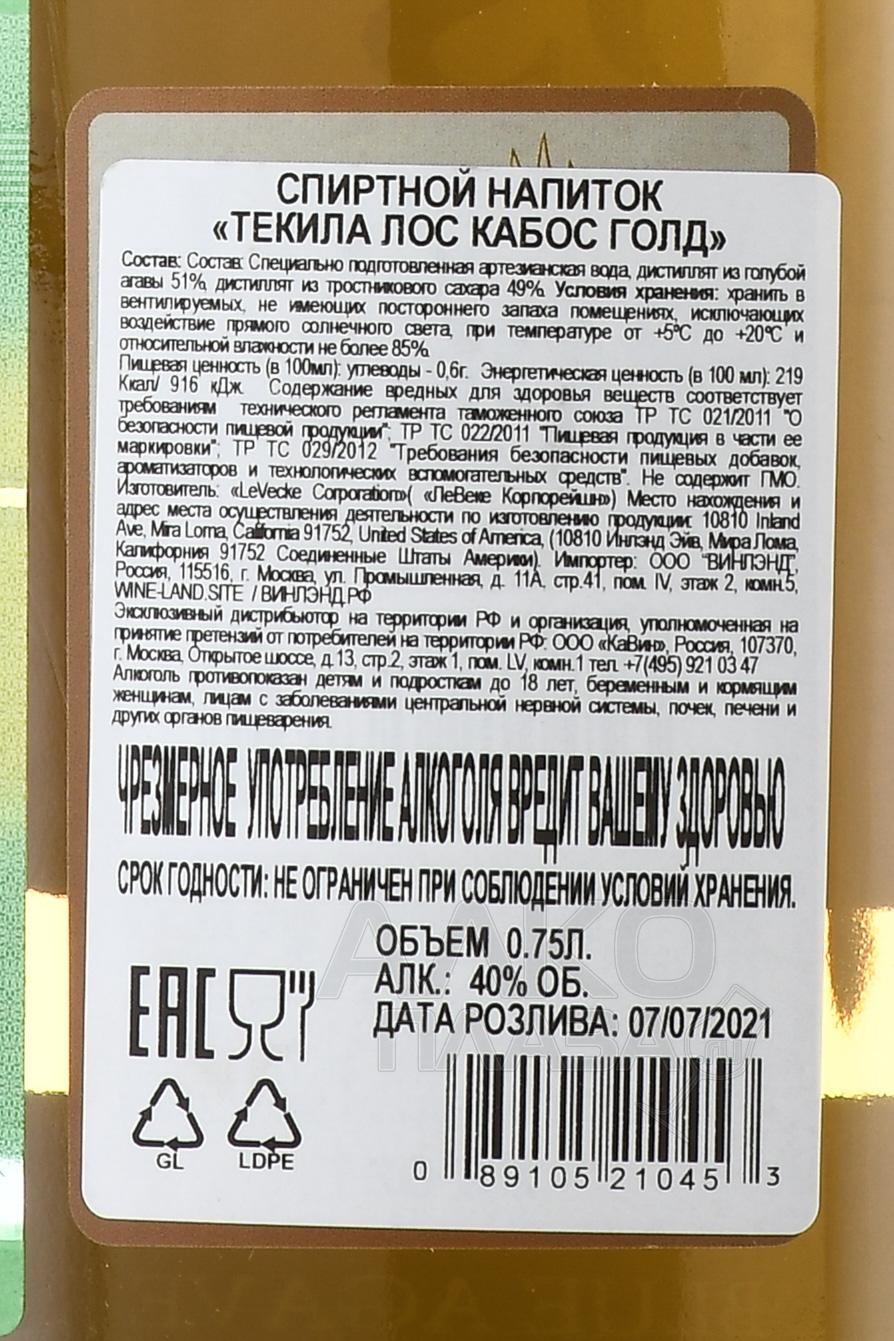 СПИРТНОЙ НАПИТОК
«ТЕКИЛА ЛОС КАБОС ГОЛД»
Состав: Состав: Специально подготовленная артезианская вода, дистиллят из голубой
агавы 51%, дистиллят из тростникового сахара 49%. Условия хранения: хранить в
вентилируемых, не имеющих постороннего запаха помещениях, исключающих
воздействие прямого солнечного света, при температуре от +5°C до +20°C и
относительной влажности не более 85%.
Пищевая ценность (в 100мл): углеводы - 0,6г. Энергетическая ценность (в 100 мл): 219
Ккал/ 916 кДж. Содержание вредных для здоровья веществ соответствует
требованиям технического регламента таможенного союза ТР ТС 021/2011 "О
безопасности пищевой продукции"; ТР ТС 022/2011 "Пищевая продукция в части ее
маркировки"; ТР ТС 029/2012 "Требования безопасности пищевых добавок,
ароматизаторов и технологических вспомогательных средств". Не содержит ГМО.
Изготовитель: «LeVecke Corporation»( «ЛеВеке Корпорейшн») Место нахождения и
адрес места осуществления деятельности по изготовлению продукции: 10810 Inland
Ave, Mira Loma, California 91752, United States of America, (10810 Инлэнд Эйв, Мира Лома,
Калифорния 91752 Соединенные Штаты Америки). Импортер: ООО "ВИНЛЭНД",
Россия, 115516, г. Москва, ул. Промышленная, д. 11А, стр.41, пом. IV, этаж 2, комн.5,
WINE-LAND.SITE / ВИНЛЭНД.РФ
Эксклюзивный дистрибьютор на территории РФ и организация, уполномоченная на
принятие претензий от потребителей на территории РФ: ООО «КаВин», Россия, 107370,
г. Москва, Открытое шоссе, д.13, стр.2, этаж 1, пом. LV, комн.1 тел. +7(495) 921 03 47
Алкоголь противопоказан детям и подросткам до 18 лет, беременным и кормящим
женщинам, лицам с заболеваниями центральной нервной системы, почек, печени и
других органов пищеварения.
ЧРЕЗМЕРНОЕ УПОТРЕБЛЕНИЕ АЛКОГОЛЯ ВРЕДИТ ВАШЕМУ ЗДОРОВЬЮ
СРОК ГОДНОСТИ: НЕ ОГРАНИЧЕН ПРИ СОБЛЮДЕНИИ УСЛОВИЙ ХРАНЕНИЯ.
ОБЪЕМ 0.75Л.
АЛК.: 40% ОБ.
ДАТА РОЗЛИВА: 07/07/2021
EAC
GL LDPE
0 89105 21045 3
АЛКО
ПЛАЗА